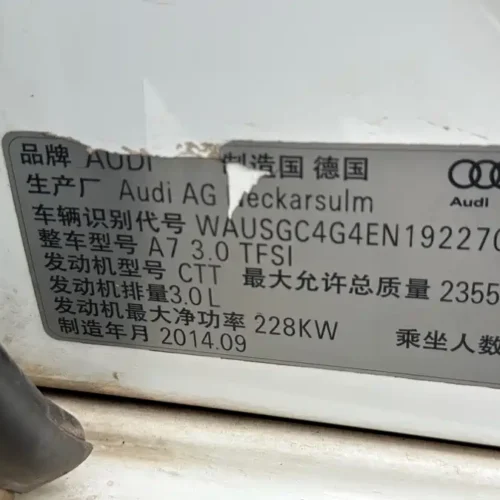 品牌 AUDI 制造国 德国
生产厂 Audi AG Neckarsulm
Audi
车辆识别代号 WAUSGC4G4EN192270
整车型号 A7 3.0 TFSI
发动机型号 CTT 最大允许总质量 2355
发动机排量3.0 L
发动机最大净功率 228KW 乘坐人数
制造年月 2014.09